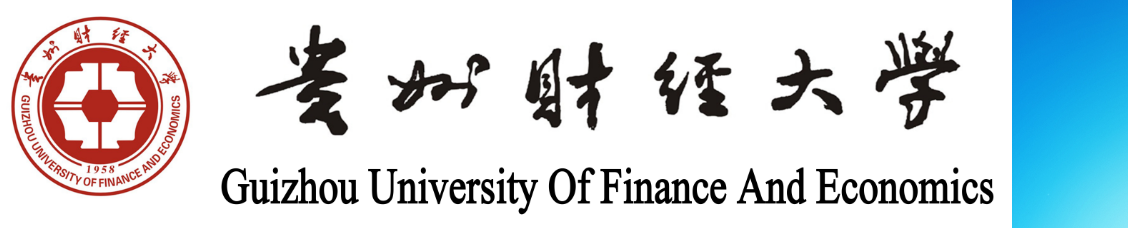 贵州财经大学
GUIZHOU UNIVERSITY OF FINANCE AND ECONOMICS
1958
贵州财经大学
Guizhou University Of Finance And Economics